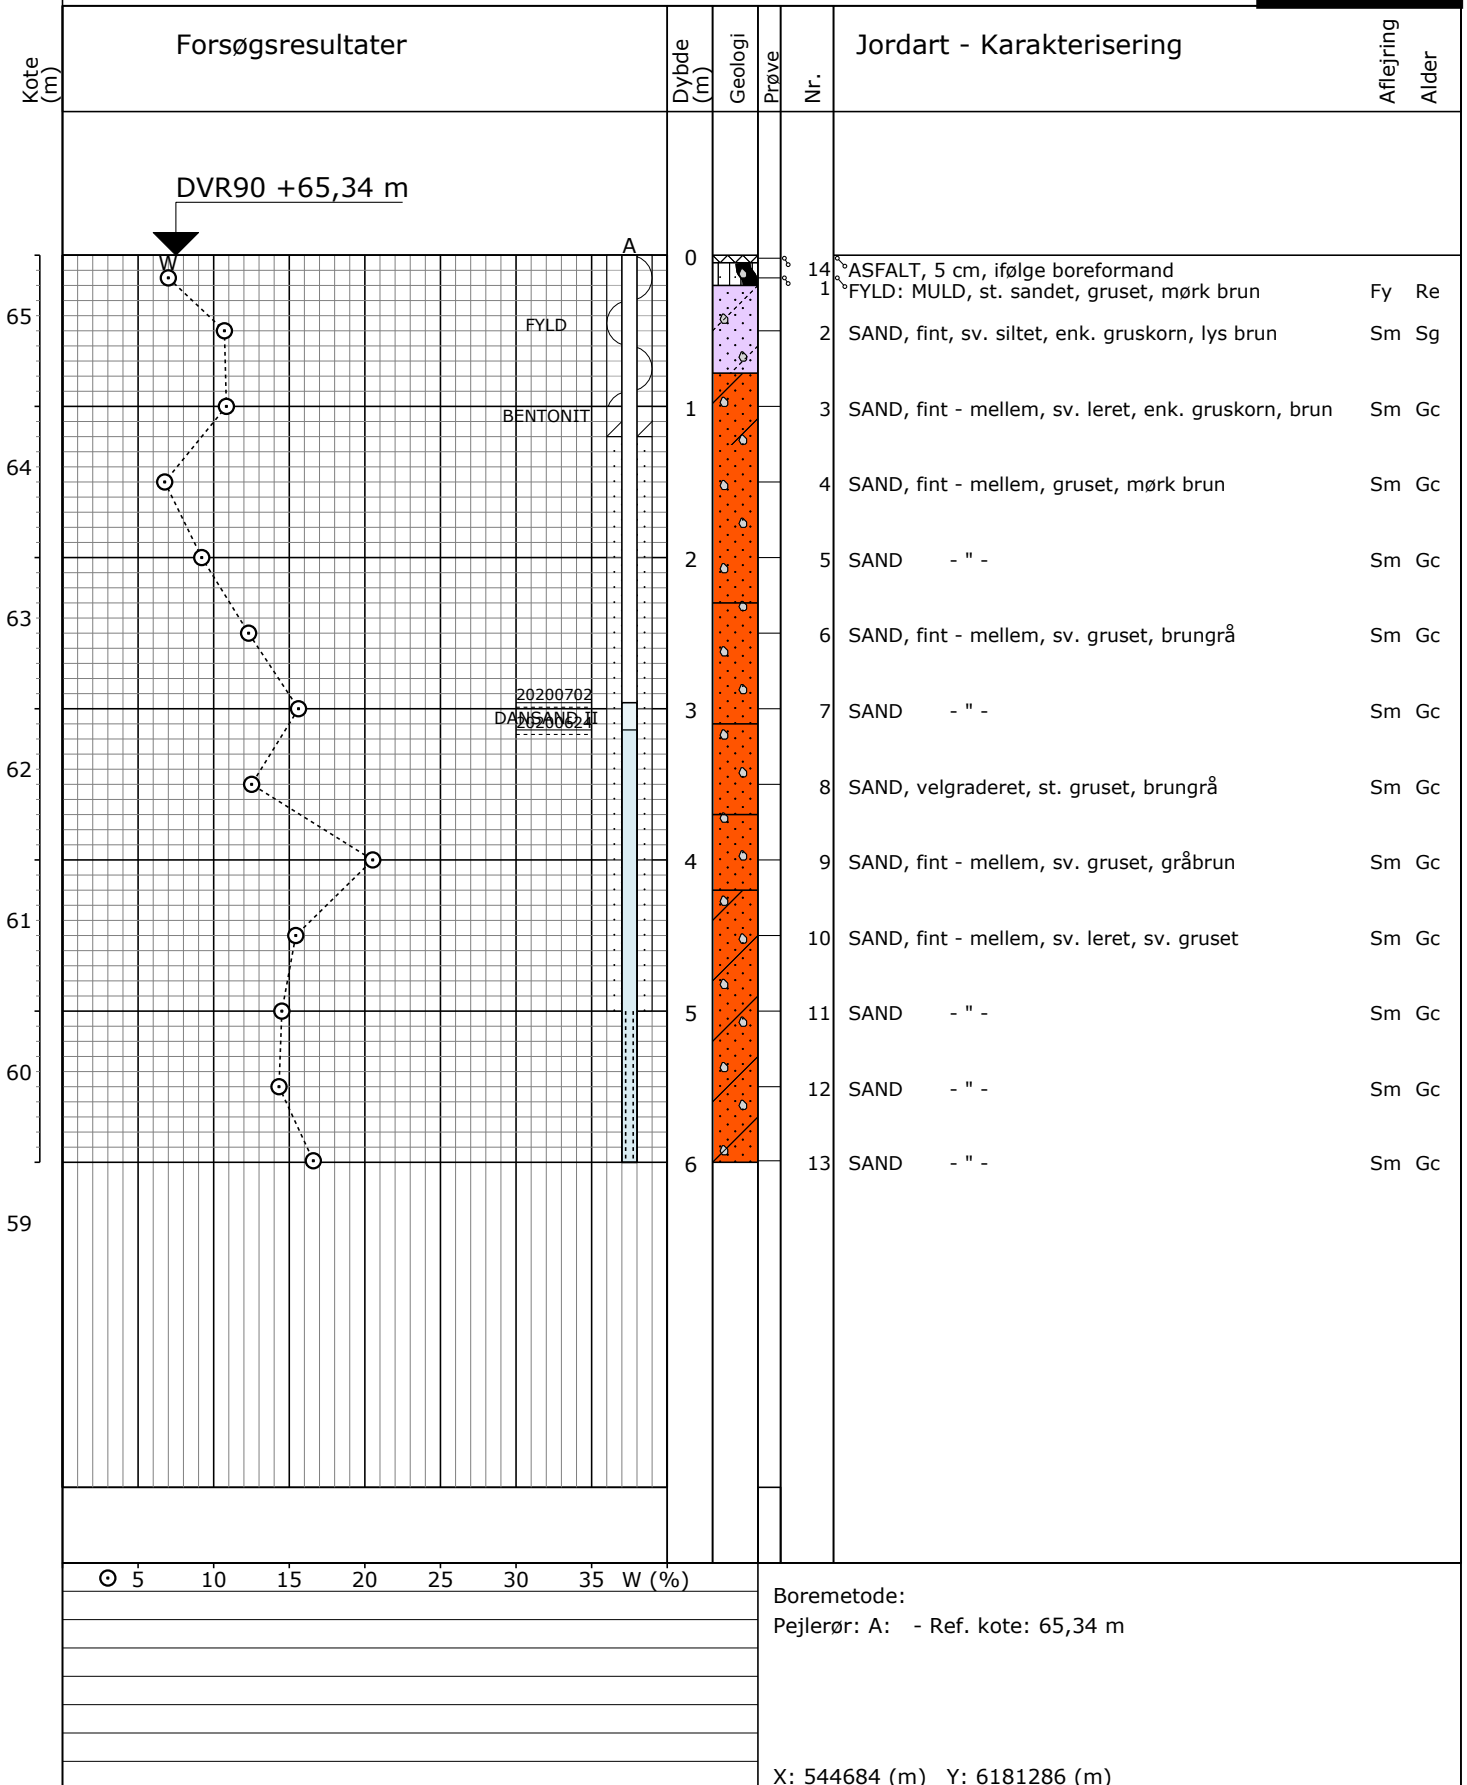 Forsøgsresultater
Jordart - Karakterisering
Kote (m)
Dybde (m)
Geologi
Prøve
Nr.
Aflejring
Alder
DVR90 +65,34 m
W
A
0
14 ASFALT, 5 cm, ifølge boreformand
1 FYLD: MULD, st. sandet, gruset, mørk brun Fy Re
65
FYLD
2 SAND, fint, sv. siltet, enk. gruskorn, lys brun Sm Sg
BENTONIT
1
3 SAND, fint - mellem, sv. leret, enk. gruskorn, brun Sm Gc
64
4 SAND, fint - mellem, gruset, mørk brun Sm Gc
2
5 SAND - " - Sm Gc
63
6 SAND, fint - mellem, sv. gruset, brungrå Sm Gc
20200702
DANSAND II
20200624
3
7 SAND - " - Sm Gc
62
8 SAND, velgraderet, st. gruset, brungrå Sm Gc
4
9 SAND, fint - mellem, sv. gruset, gråbrun Sm Gc
61
10 SAND, fint - mellem, sv. leret, sv. gruset Sm Gc
5
11 SAND - " - Sm Gc
60
12 SAND - " - Sm Gc
6
13 SAND - " - Sm Gc
59
5 10 15 20 25 30 35 W (%)
Boremetode:
Pejlerør: A: - Ref. kote: 65,34 m
X: 544684 (m) Y: 6181286 (m)